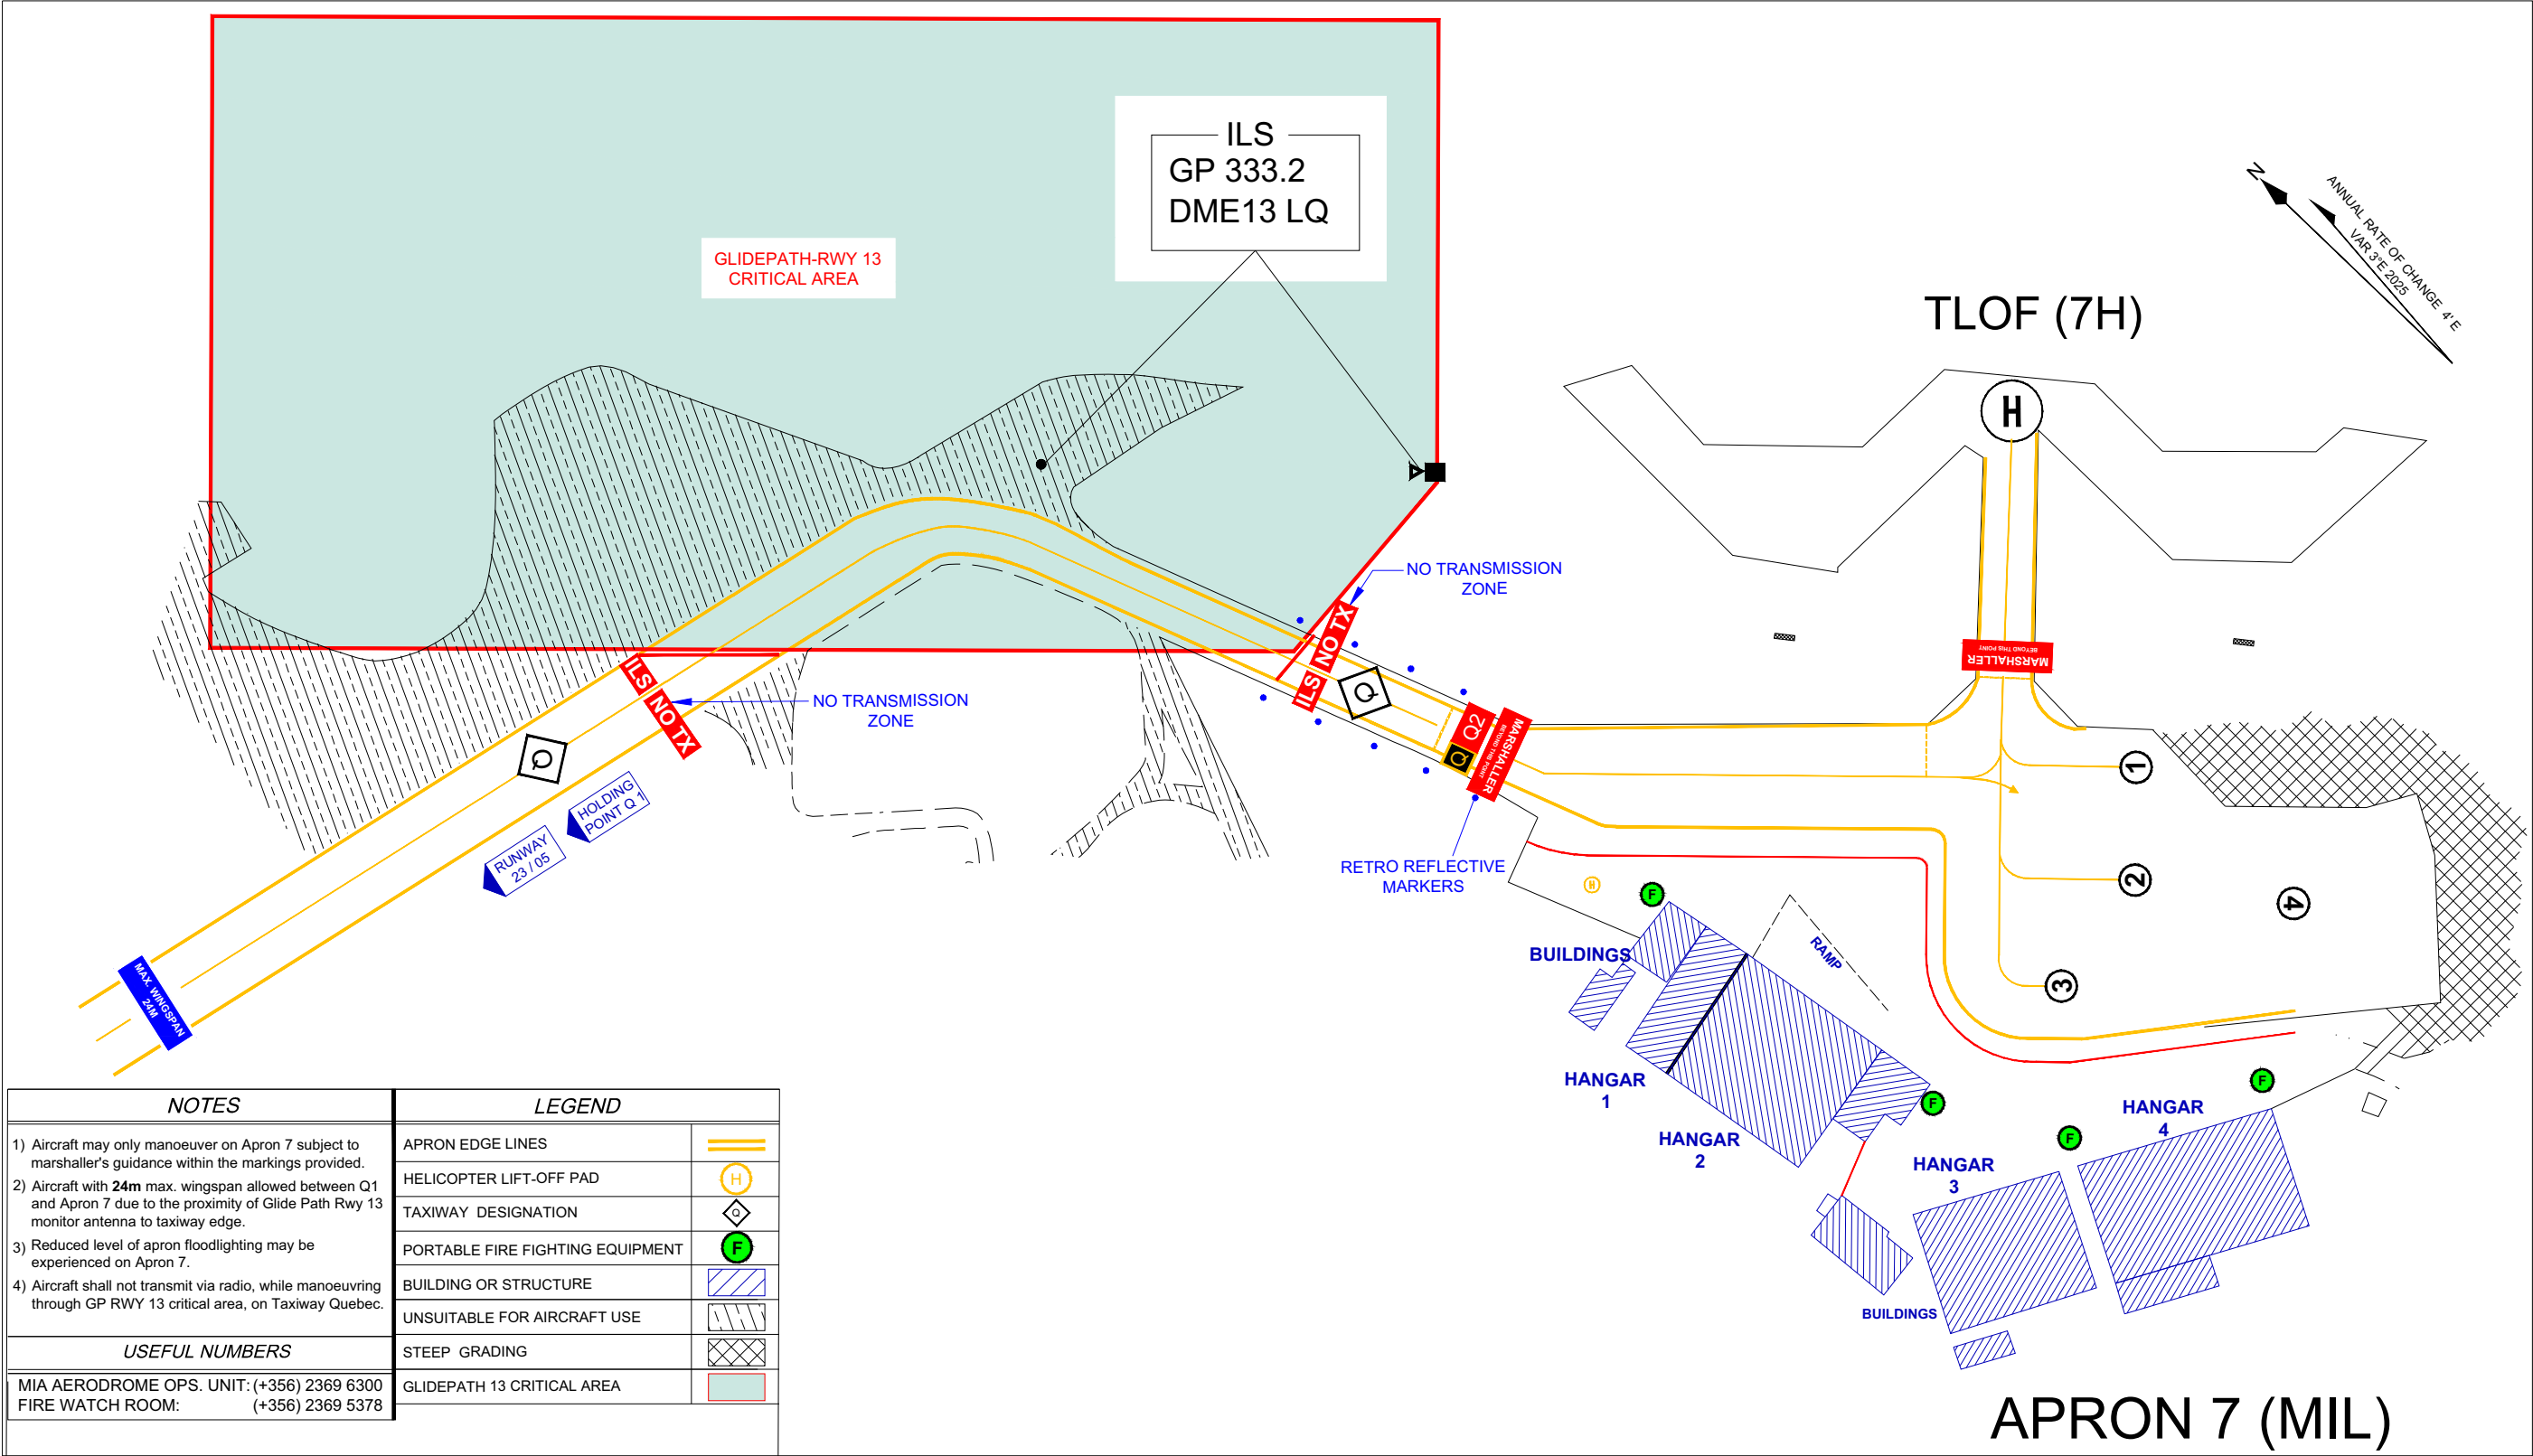 ILS
GP 333.2
DME13 LQ
GLIDEPATH-RWY 13
CRITICAL AREA
N
ANNUAL RATE OF CHANGE 4' E
VAR 3°E 2025
TLOF (7H)
H
NO TRANSMISSION
ZONE
ILS NO TX
NO TRANSMISSION
ZONE
ILS NO TX
Q
Q
Q Q2
MARSHALLER
BEYOND THIS POINT
MARSHALLER
BEYOND THIS POINT
HOLDING
POINT Q 1
RUNWAY
23 / 05
MAX. WINGSPAN
24M
RETRO REFLECTIVE
MARKERS
1
2
3
4
H
F
BUILDINGS
RAMP
HANGAR
1
HANGAR
2
F
HANGAR
3
F
HANGAR
4
F
BUILDINGS
APRON 7 (MIL)
NOTES
1) Aircraft may only manoeuver on Apron 7 subject to
marshaller's guidance within the markings provided.
2) Aircraft with 24m max. wingspan allowed between Q1
and Apron 7 due to the proximity of Glide Path Rwy 13
monitor antenna to taxiway edge.
3) Reduced level of apron floodlighting may be
experienced on Apron 7.
4) Aircraft shall not transmit via radio, while manoeuvring
through GP RWY 13 critical area, on Taxiway Quebec.
USEFUL NUMBERS
MIA AERODROME OPS. UNIT: (+356) 2369 6300
FIRE WATCH ROOM: (+356) 2369 5378
LEGEND
APRON EDGE LINES
HELICOPTER LIFT-OFF PAD H
TAXIWAY DESIGNATION Q
PORTABLE FIRE FIGHTING EQUIPMENT F
BUILDING OR STRUCTURE
UNSUITABLE FOR AIRCRAFT USE
STEEP GRADING
GLIDEPATH 13 CRITICAL AREA